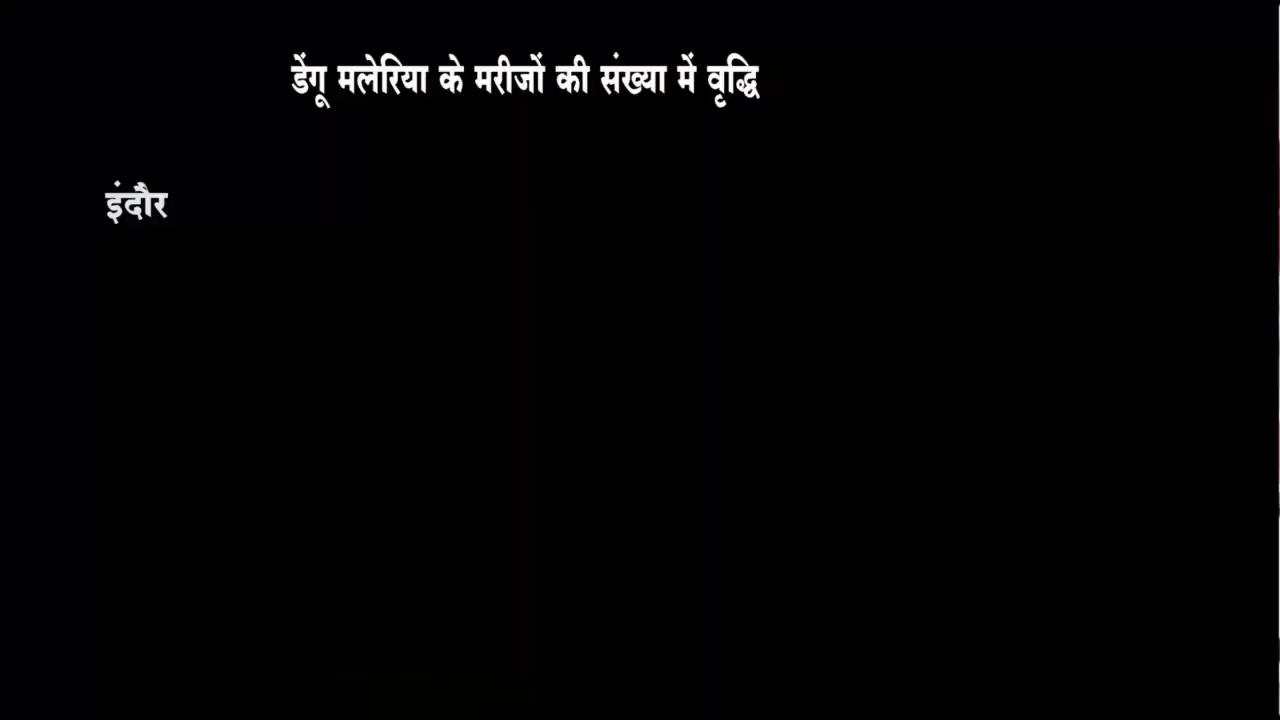 डेंगू मलेरिया के मरीजों की संख्या में वृद्धि
इंदौर